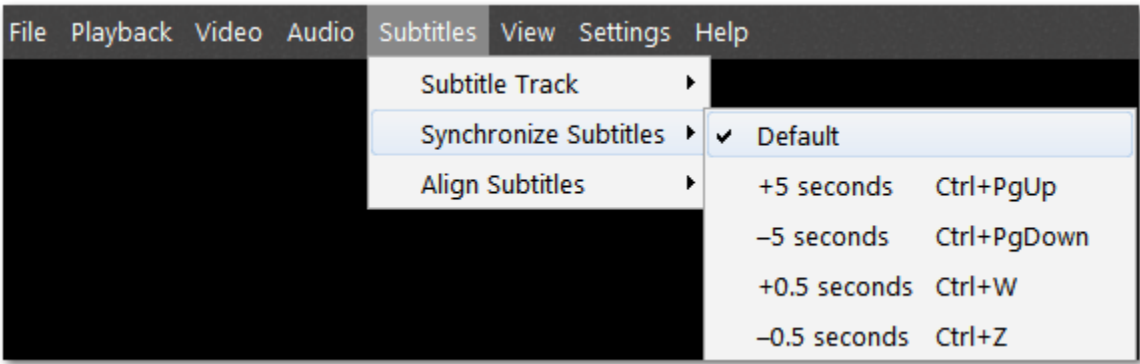 File Playback Video Audio Subtitles View Settings Help
Subtitle Track
Synchronize Subtitles
Align Subtitles
Default
+5 seconds Ctrl+PgUp
–5 seconds Ctrl+PgDown
+0.5 seconds Ctrl+W
–0.5 seconds Ctrl+Z